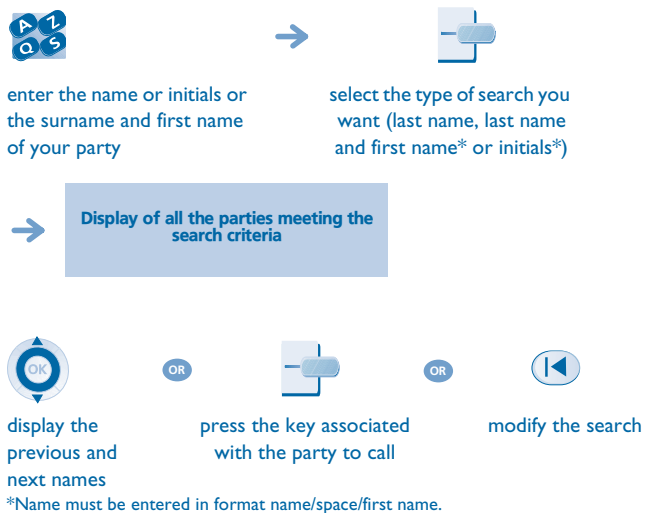 A Z
Q S
enter the name or initials or
the surname and first name
of your party
select the type of search you
want (last name, last name
and first name* or initials*)
Display of all the parties meeting the
search criteria
OK
OR
OR
display the
previous and
next names
press the key associated
with the party to call
modify the search
*Name must be entered in format name/space/first name.